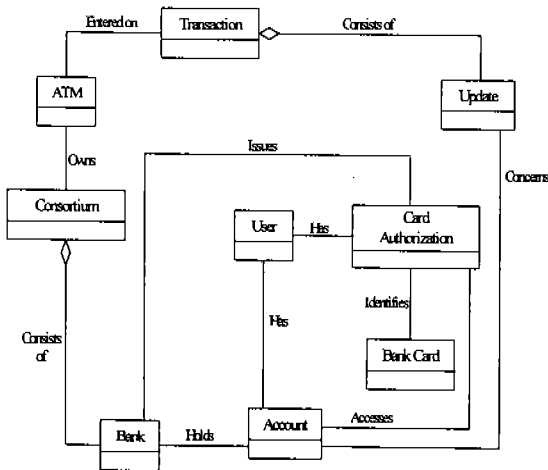 Entered on
Transaction
Consists of
ATM
Update
Owns
Issues
Concerns
Consortium
User
Has
Card
Authorization
Identifies
Has
Consists
of
Bank Card
Bank
Holds
Account
Accesses